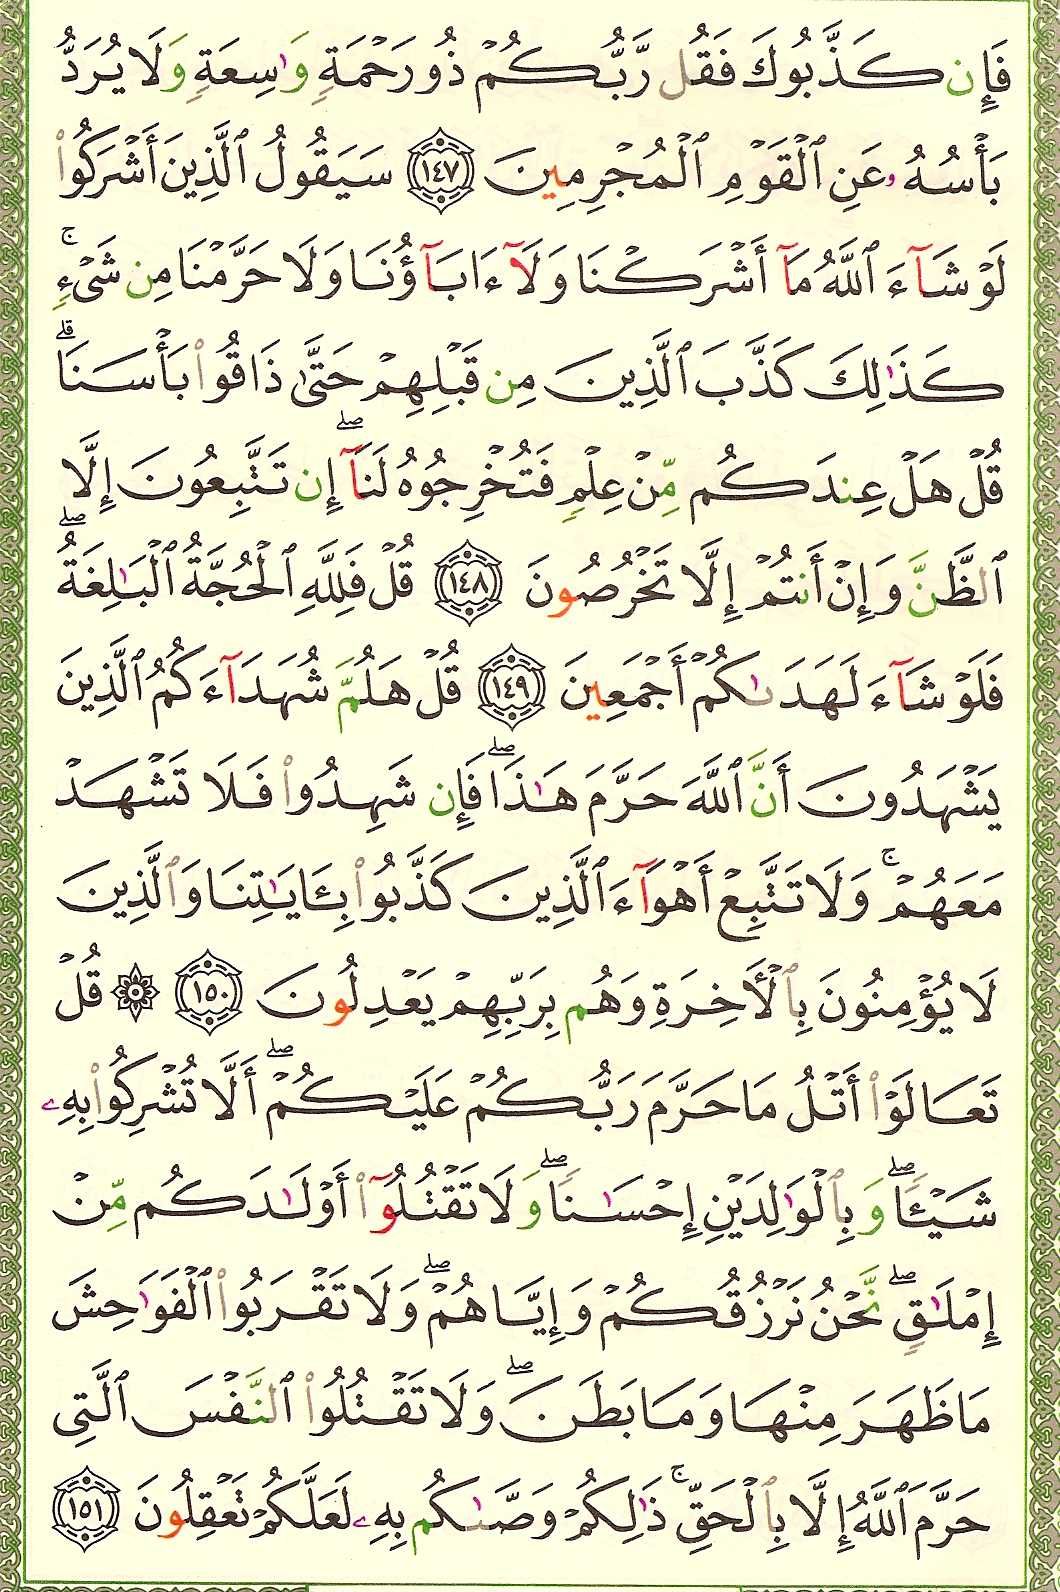 فَإِن كَذَّبُوكَ فَقُل رَّبُّكُمْ ذُو رَحْمَةٍ وَٰسِعَةٍ وَلَا يُرَدُّ
بَأْسُهُۥ عَنِ ٱلْقَوْمِ ٱلْمُجْرِمِينَ ١٤٧ سَيَقُولُ ٱلَّذِينَ أَشْرَكُوا۟
لَوْ شَآءَ ٱللَّهُ مَآ أَشْرَكْنَا وَلَآ ءَابَآؤُنَا وَلَا حَرَّمْنَا مِن شَىْءٍ ۚ
كَذَٰلِكَ كَذَّبَ ٱلَّذِينَ مِن قَبْلِهِمْ حَتَّىٰ ذَاقُوا۟ بَأْسَنَا ۗ
قُلْ هَلْ عِندَكُم مِّنْ عِلْمٍ فَتُخْرِجُوهُ لَنَآ ۖ إِن تَتَّبِعُونَ إِلَّا
ٱلظَّنَّ وَإِنْ أَنتُمْ إِلَّا تَخْرُصُونَ ١٤٨ قُلْ فَلِلَّهِ ٱلْحُجَّةُ ٱلْبَٰلِغَةُ ۖ
فَلَوْ شَآءَ لَهَدَىٰكُمْ أَجْمَعِينَ ١٤٩ قُلْ هَلُمَّ شُهَدَآءَكُمُ ٱلَّذِينَ
يَشْهَدُونَ أَنَّ ٱللَّهَ حَرَّمَ هَٰذَا ۖ فَإِن شَهِدُوا۟ فَلَا تَشْهَدْ
مَعَهُمْ ۚ وَلَا تَتَّبِعْ أَهْوَآءَ ٱلَّذِينَ كَذَّبُوا۟ بِـَٔايَٰتِنَا وَٱلَّذِينَ
لَا يُؤْمِنُونَ بِٱلْـَٔاخِرَةِ وَهُم بِرَبِّهِمْ يَعْدِلُونَ ١٥٠ ۞ قُلْ
تَعَالَوْا۟ أَتْلُ مَا حَرَّمَ رَبُّكُمْ عَلَيْكُمْ ۖ أَلَّا تُشْرِكُوا۟ بِهِۦ
شَيْـًٔا ۖ وَبِٱلْوَٰلِدَيْنِ إِحْسَٰنًا ۖ وَلَا تَقْتُلُوٓا۟ أَوْلَٰدَكُم مِّنْ
إِمْلَٰقٍ ۖ نَّحْنُ نَرْزُقُكُمْ وَإِيَّاهُمْ ۖ وَلَا تَقْرَبُوا۟ ٱلْفَوَٰحِشَ
مَا ظَهَرَ مِنْهَا وَمَا بَطَنَ ۖ وَلَا تَقْتُلُوا۟ ٱلنَّفْسَ ٱلَّتِى
حَرَّمَ ٱللَّهُ إِلَّا بِٱلْحَقِّ ۚ ذَٰلِكُمْ وَصَّىٰكُم بِهِۦ لَعَلَّكُمْ تَعْقِلُونَ ١٥١